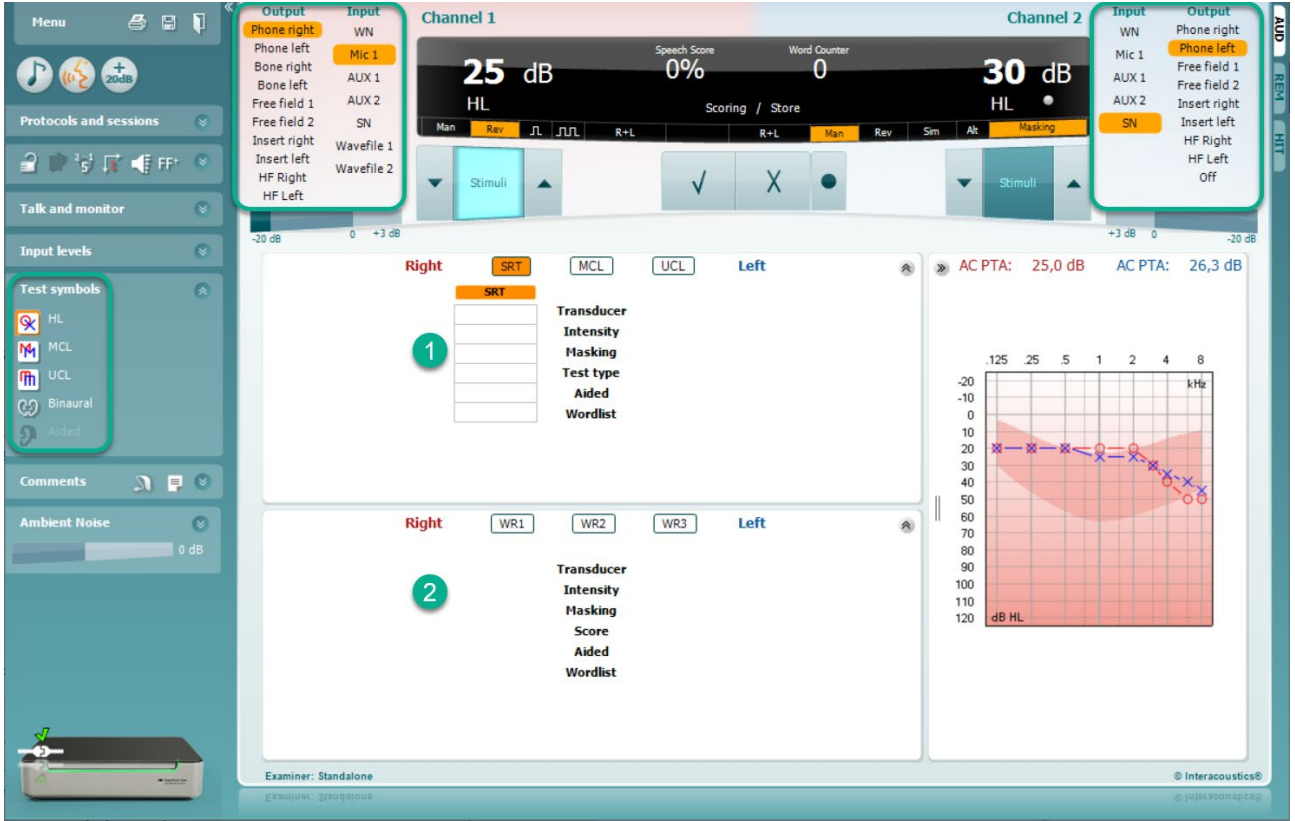 Menu
20dB
Protocols and sessions
FF+
Talk and monitor
Input levels
Test symbols
HL
MCL
UCL
Binaural
Aided
Comments
Ambient Noise
0 dB
Output Input
Phone right WN
Phone left Mic 1
Bone right AUX 1
Bone left AUX 2
Free field 1 SN
Free field 2 Wavefile 1
Insert right Wavefile 2
Insert left
HF Right
HF Left
Channel 1
Channel 2
25 dB
HL
Speech Score
0%
Word Counter
0
Scoring / Store
30 dB
HL
Man Rev R+L R+L Man Rev Sim Alt Masking
Stimuli
√ X
Stimuli
Input Output
WN Phone right
Mic 1 Phone left
AUX 1 Free field 1
AUX 2 Free field 2
SN Insert right
Insert left
HF Right
HF Left
Off
AUD
REM
HIT
-20 dB 0 +3 dB
+3 dB 0 -20 dB
Right SRT MCL UCL Left
SRT
Transducer
Intensity
1 Masking
Test type
Aided
Wordlist
Right WR1 WR2 WR3 Left
Transducer
2 Intensity
Masking
Score
Aided
Wordlist
AC PTA: 25,0 dB AC PTA: 26,3 dB
.125 .25 .5 1 2 4 8
kHz
-20
-10
0
10
20
30
40
50
60
70
80
90
100
110
120
dB HL
Examiner: Standalone
© Interacoustics®